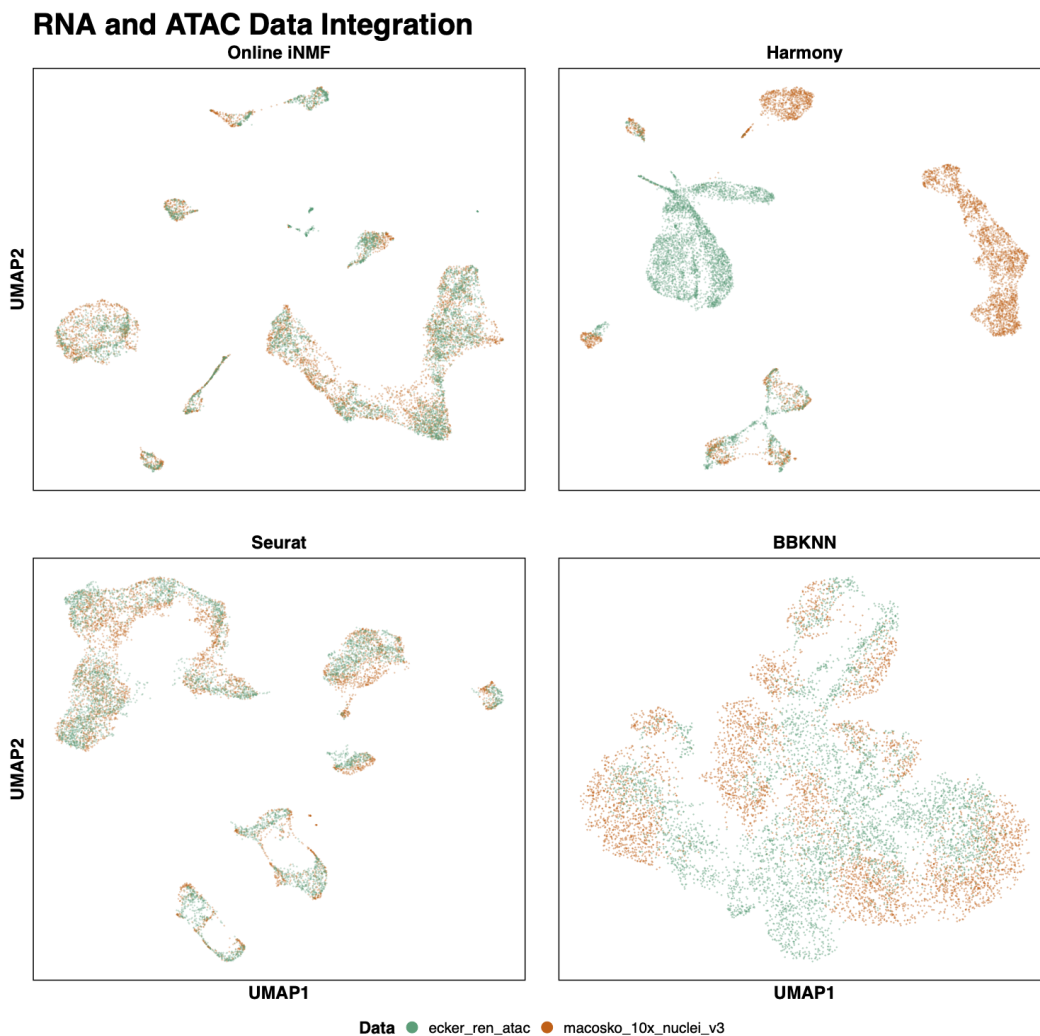 RNA and ATAC Data Integration
Online iNMF
Harmony
UMAP2
Seurat
BBKNN
UMAP2
UMAP1
UMAP1
Data ecker_ren_atac macosko_10x_nuclei_v3